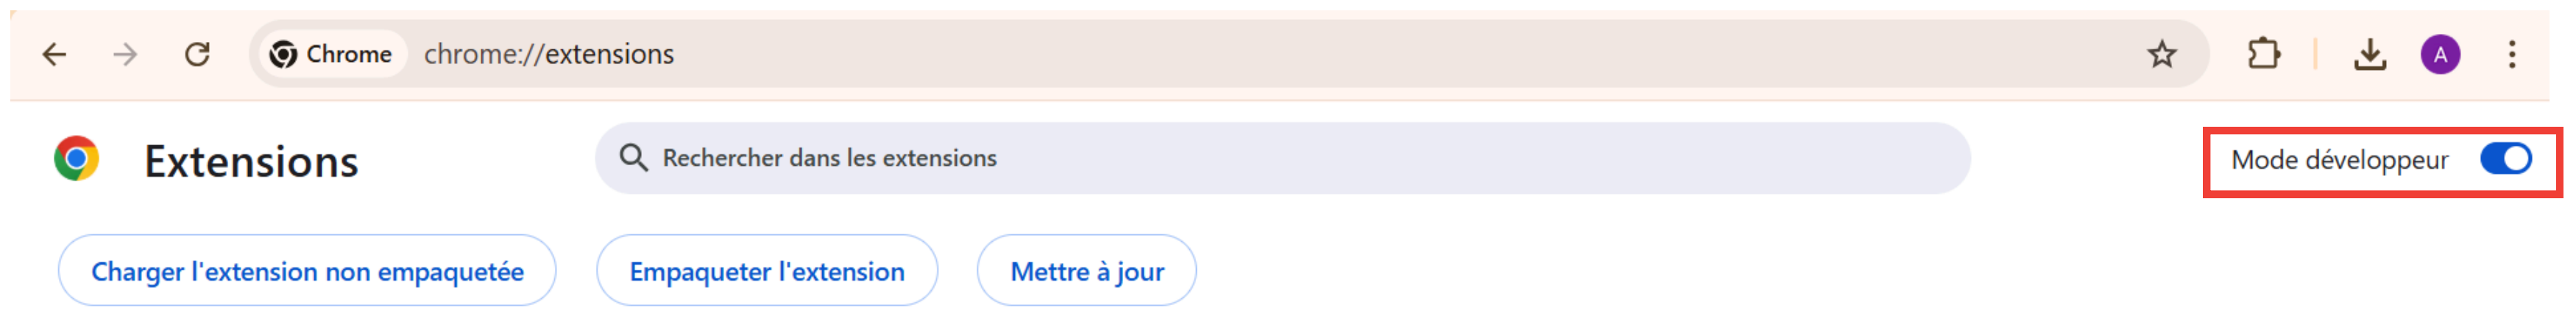 Chrome chrome://extensions A
Extensions Rechercher dans les extensions Mode développeur
Charger l'extension non empaquetée Empaqueter l'extension Mettre à jour